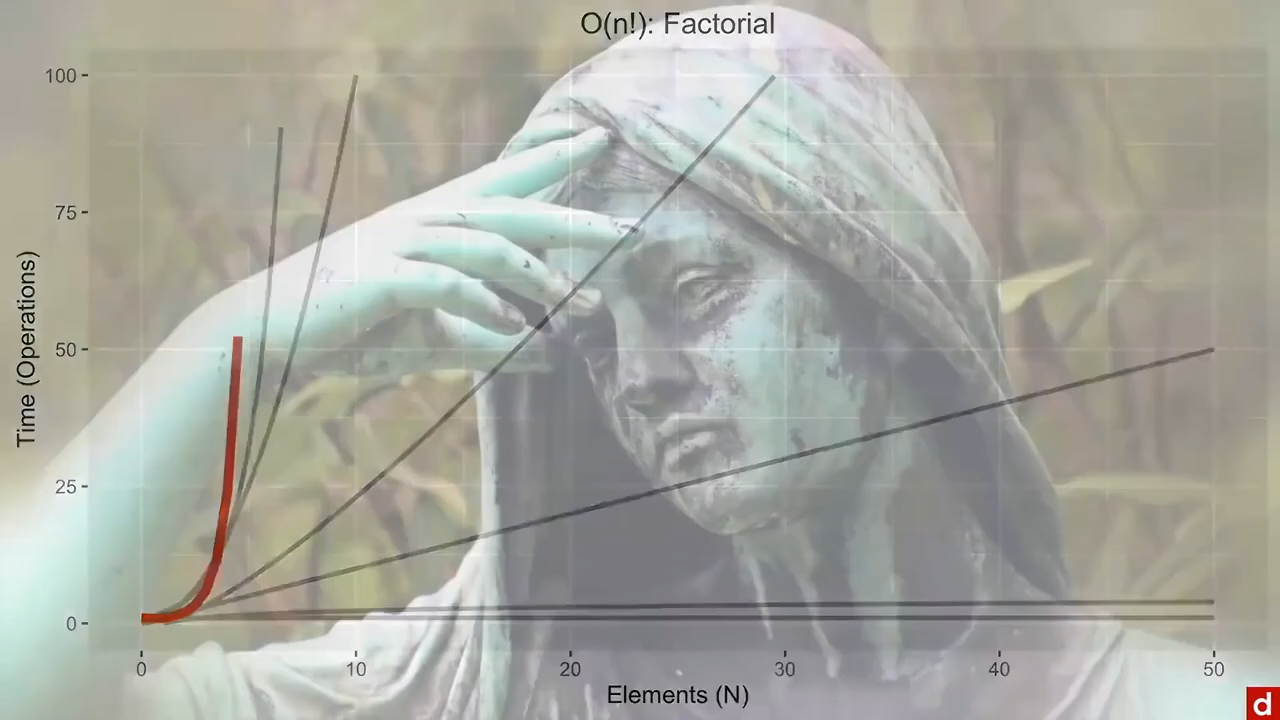 O(n!): Factorial
100
75
50
25
0
Time (Operations)
0 10 20 30 40 50
Elements (N)
d